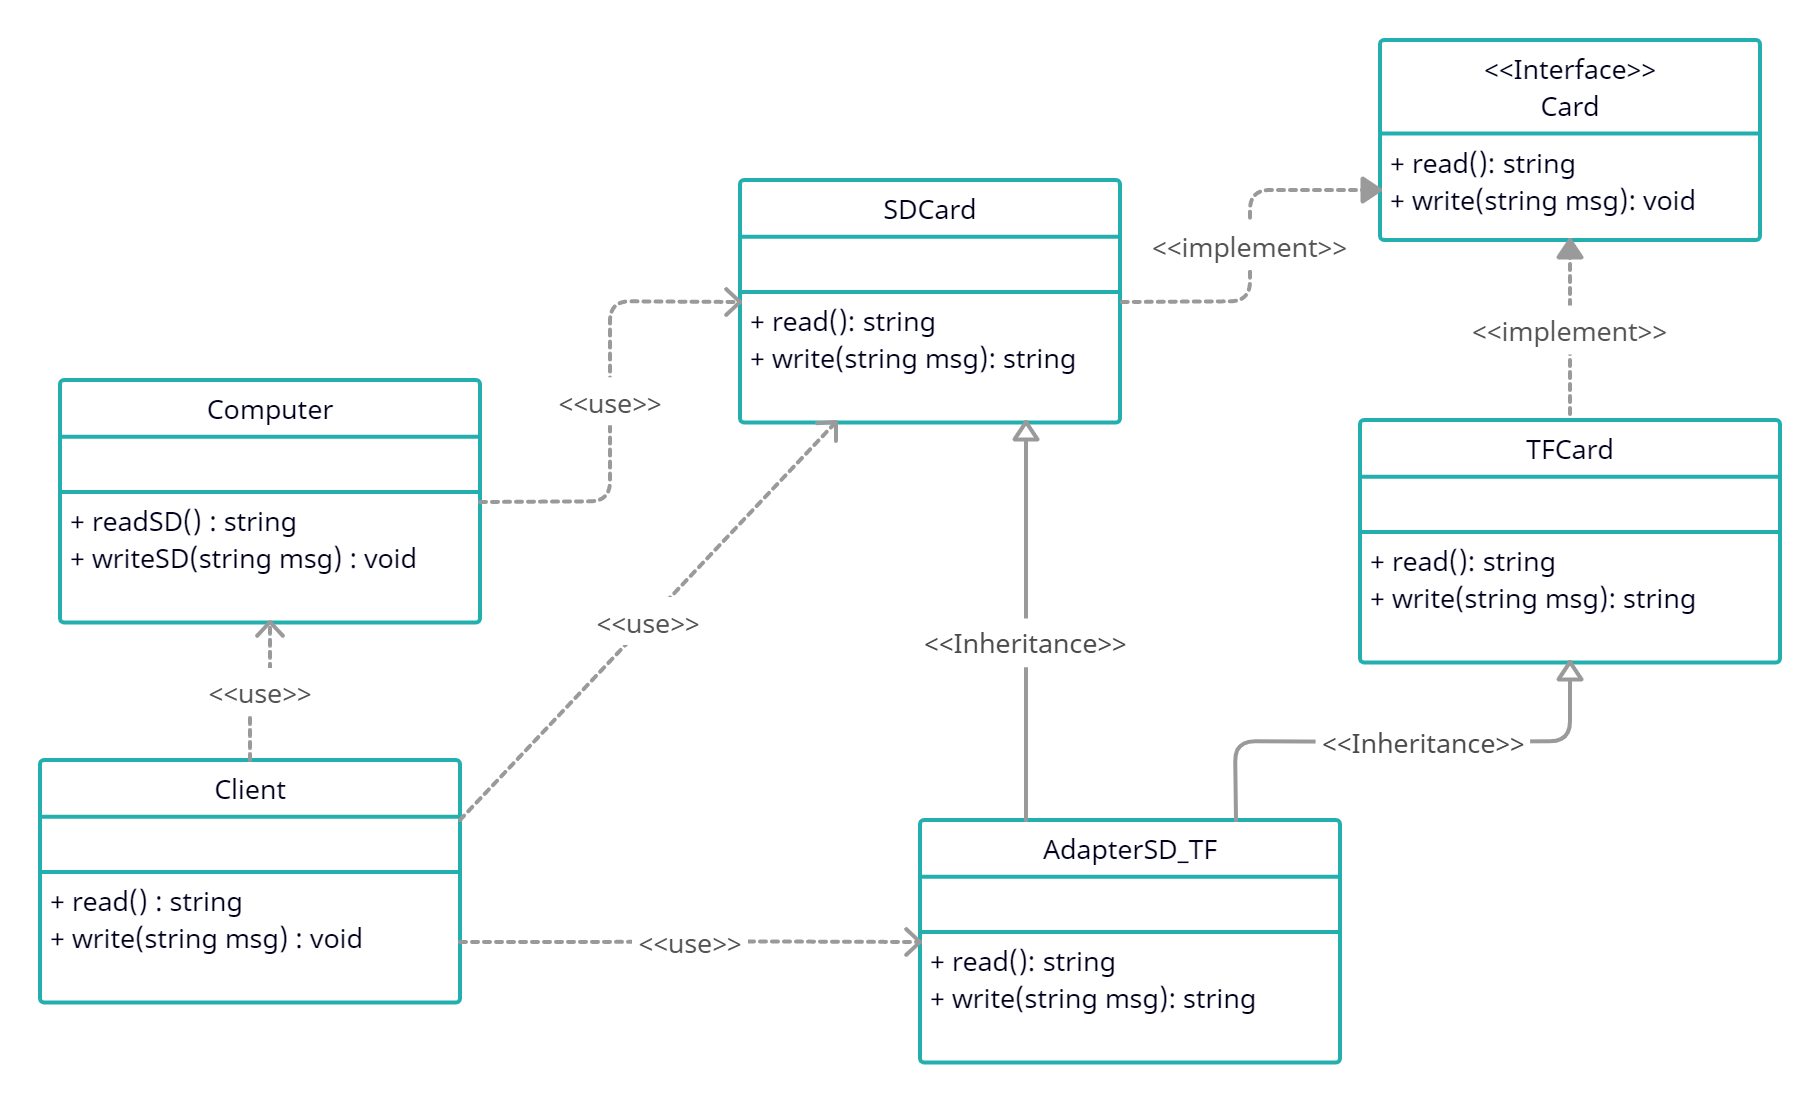 <<Interface>>
Card
+ read(): string
+ write(string msg): void
SDCard
+ read(): string
+ write(string msg): string
<<implement>>
<<implement>>
Computer
+ readSD() : string
+ writeSD(string msg) : void
<<use>>
TFCard
+ read(): string
+ write(string msg): string
<<use>>
<<Inheritance>>
<<use>>
<<Inheritance>>
Client
+ read() : string
+ write(string msg) : void
<<use>>
AdapterSD_TF
+ read(): string
+ write(string msg): string